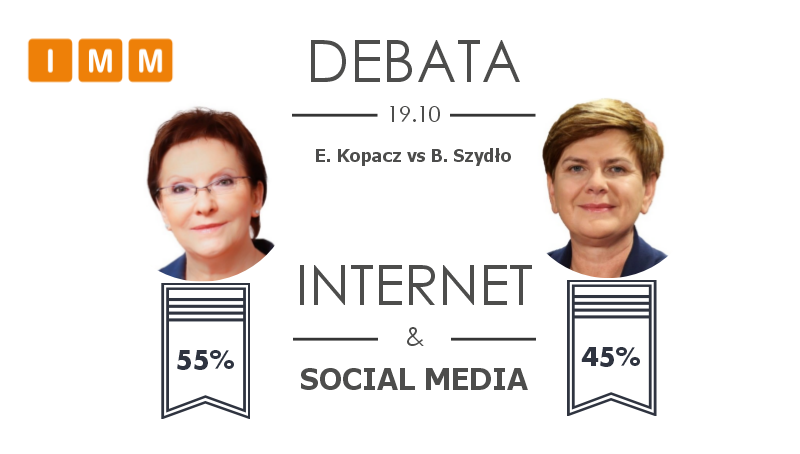 IMM
DEBATA
19.10
E. Kopacz vs B. Szydło
INTERNET
&
SOCIAL MEDIA
55%
45%